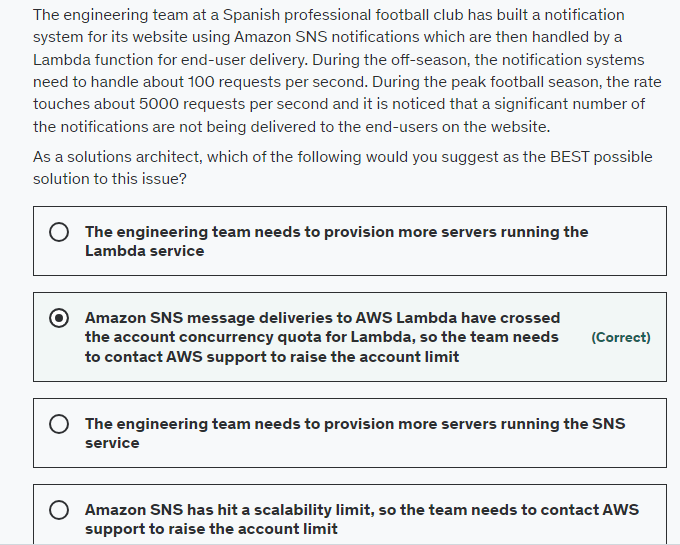 The engineering team at a Spanish professional football club has built a notification
system for its website using Amazon SNS notifications which are then handled by a
Lambda function for end-user delivery. During the off-season, the notification systems
need to handle about 100 requests per second. During the peak football season, the rate
touches about 5000 requests per second and it is noticed that a significant number of
the notifications are not being delivered to the end-users on the website.
As a solutions architect, which of the following would you suggest as the BEST possible
solution to this issue?
The engineering team needs to provision more servers running the
Lambda service
Amazon SNS message deliveries to AWS Lambda have crossed
the account concurrency quota for Lambda, so the team needs
to contact AWS support to raise the account limit
(Correct)
The engineering team needs to provision more servers running the SNS
service
Amazon SNS has hit a scalability limit, so the team needs to contact AWS
support to raise the account limit